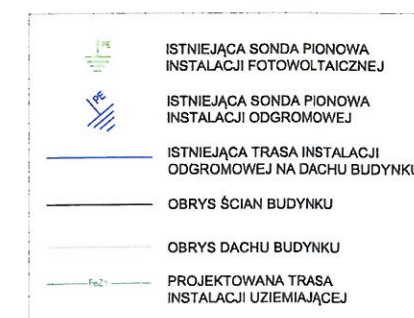 PE
ISTNIEJĄCA SONDA PIONOWA
INSTALACJI FOTOWOLTAICZNEJ
PE
ISTNIEJĄCA SONDA PIONOWA
INSTALACJI ODGROMOWEJ
ISTNIEJĄCA TRASA INSTALACJI
ODGROMOWEJ NA DACHU BUDYNKU
OBRYS ŚCIAN BUDYNKU
OBRYS DACHU BUDYNKU
FeZn
PROJEKTOWANA TRASA
INSTALACJI UZIEMIAJĄCEJ